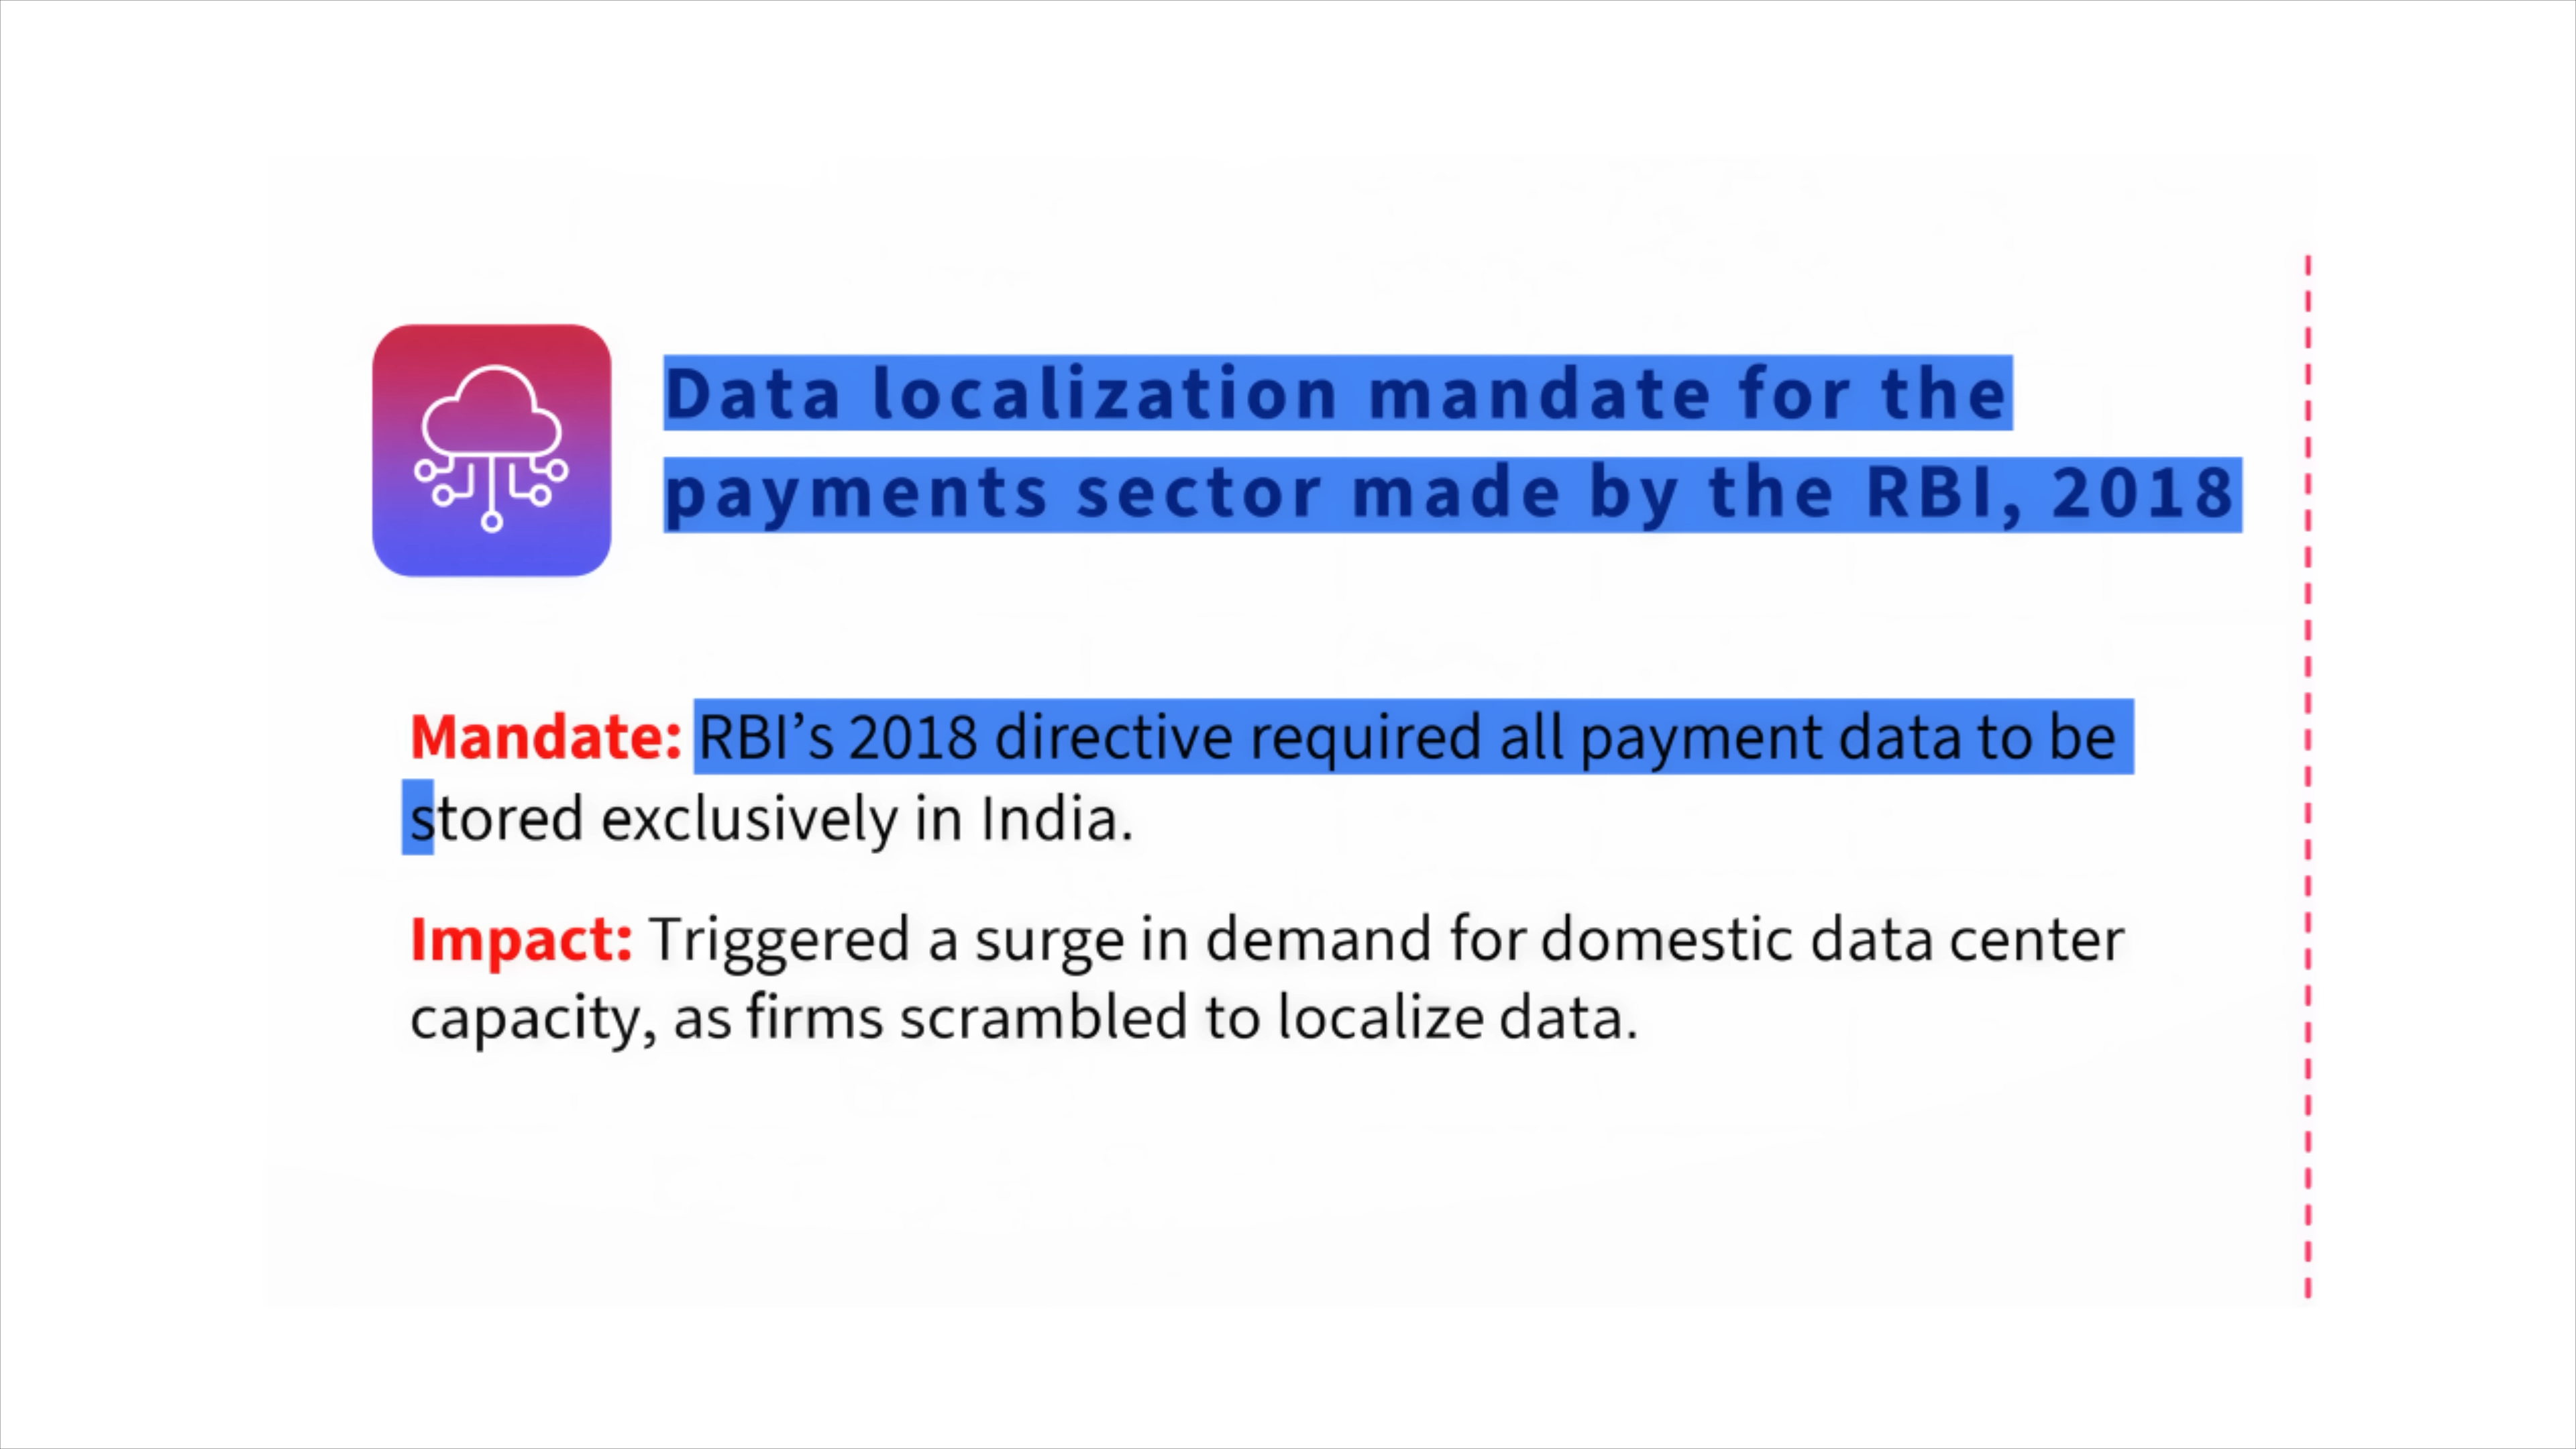 Data localization mandate for the
payments sector made by the RBI, 2018
Mandate: RBI’s 2018 directive required all payment data to be
stored exclusively in India.
Impact: Triggered a surge in demand for domestic data center
capacity, as firms scrambled to localize data.